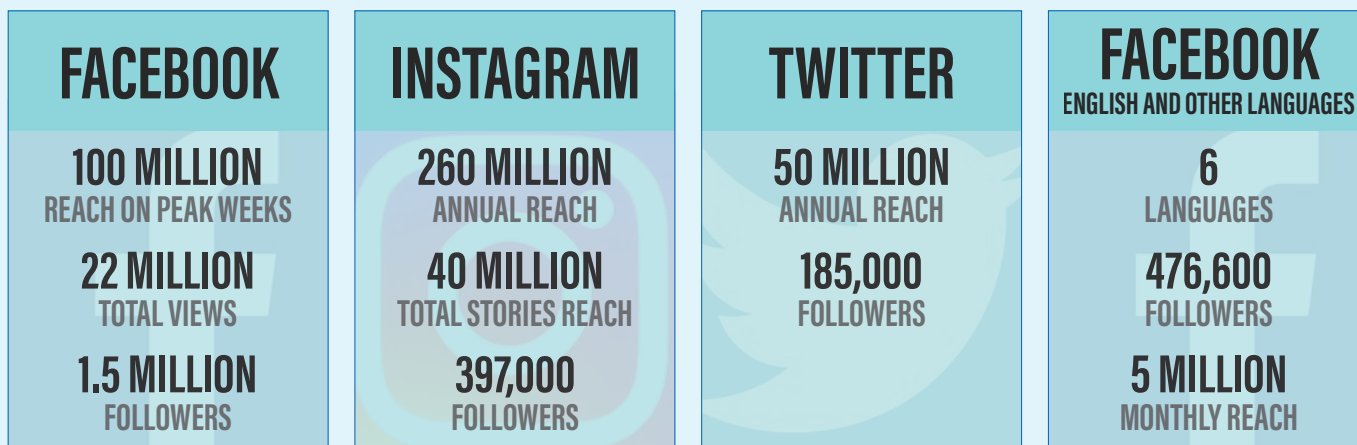 FACEBOOK
100 MILLION
REACH ON PEAK WEEKS
22 MILLION
TOTAL VIEWS
1.5 MILLION
FOLLOWERS
INSTAGRAM
260 MILLION
ANNUAL REACH
40 MILLION
TOTAL STORIES REACH
397,000
FOLLOWERS
TWITTER
50 MILLION
ANNUAL REACH
185,000
FOLLOWERS
FACEBOOK
ENGLISH AND OTHER LANGUAGES
6
LANGUAGES
476,600
FOLLOWERS
5 MILLION
MONTHLY REACH